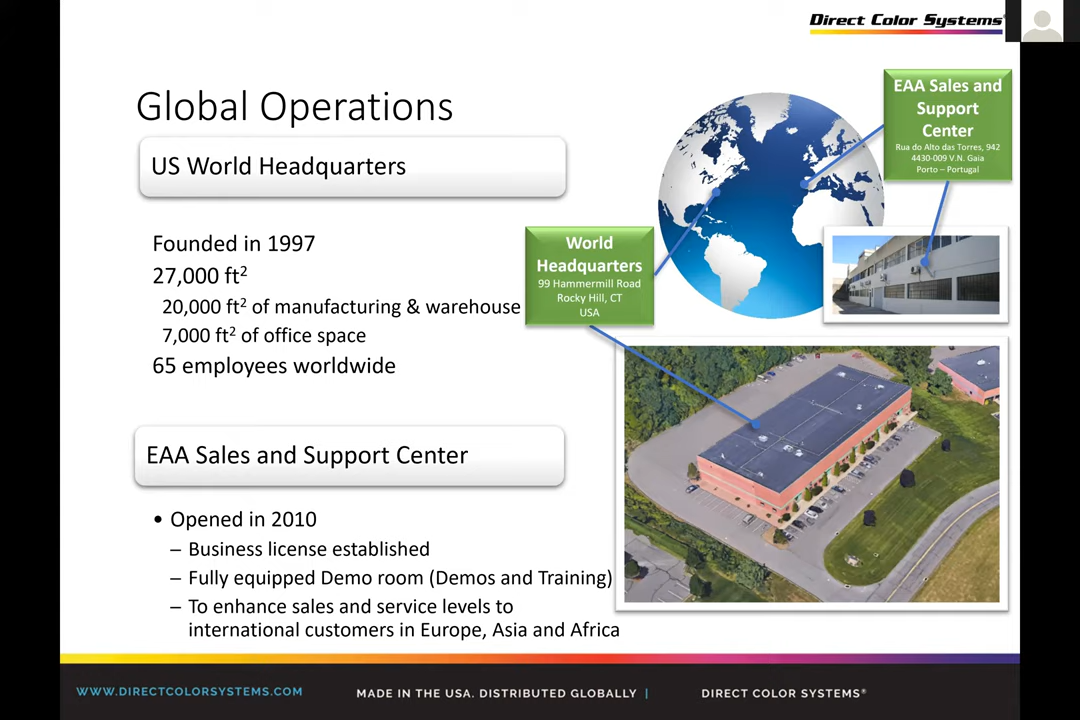 Direct Color Systems®
Global Operations
US World Headquarters
Founded in 1997
27,000 ft²
20,000 ft² of manufacturing & warehouse
7,000 ft² of office space
65 employees worldwide
EAA Sales and Support Center
• Opened in 2010
– Business license established
– Fully equipped Demo room (Demos and Training)
– To enhance sales and service levels to
international customers in Europe, Asia and Africa
EAA Sales and
Support
Center
Rua do Alto das Torres, 942
4430-009 V.N. Gaia
Porto – Portugal
World
Headquarters
99 Hammermill Road
Rocky Hill, CT
USA
WWW.DIRECTCOLORSYSTEMS.COM
MADE IN THE USA. DISTRIBUTED GLOBALLY |
DIRECT COLOR SYSTEMS®